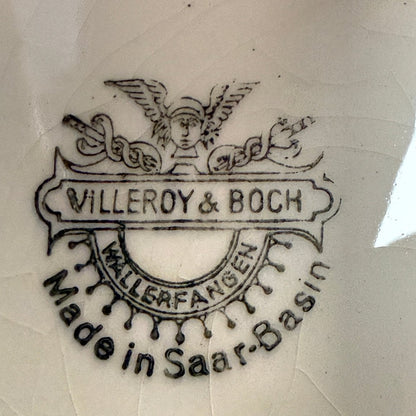 VILLEROY & BOCH
WALLERFANGEN
Made in Saar-Basin